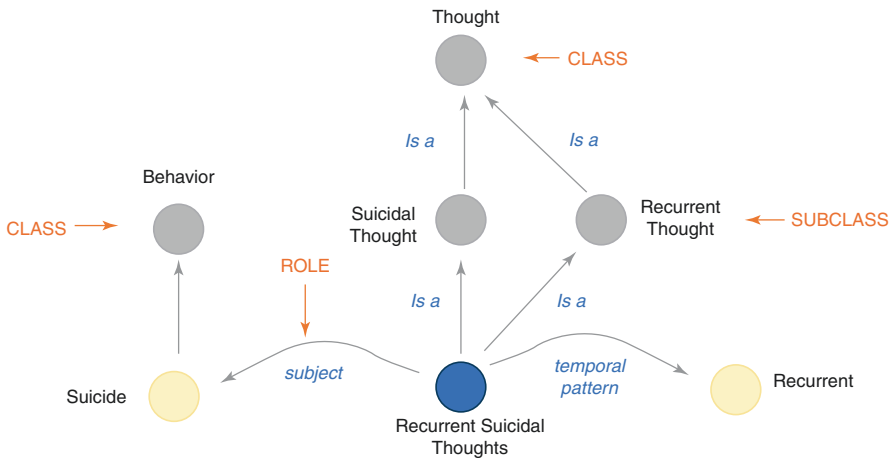 Thought
CLASS
Is a
Is a
Behavior
CLASS
Suicidal
Thought
Recurrent
Thought
SUBCLASS
ROLE
Is a
Is a
subject
temporal
pattern
Suicide
Recurrent
Recurrent Suicidal
Thoughts